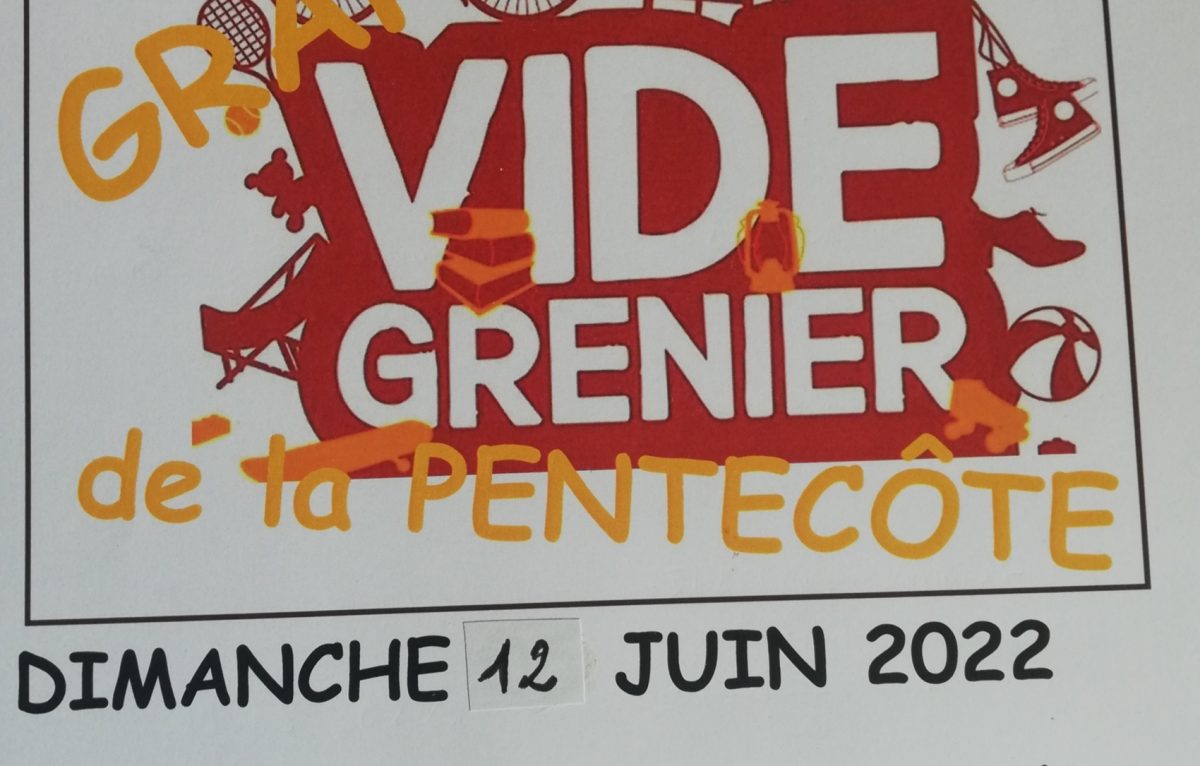 VIDE
GRENIER
de la PENTECÔTE
DIMANCHE 12 JUIN 2022